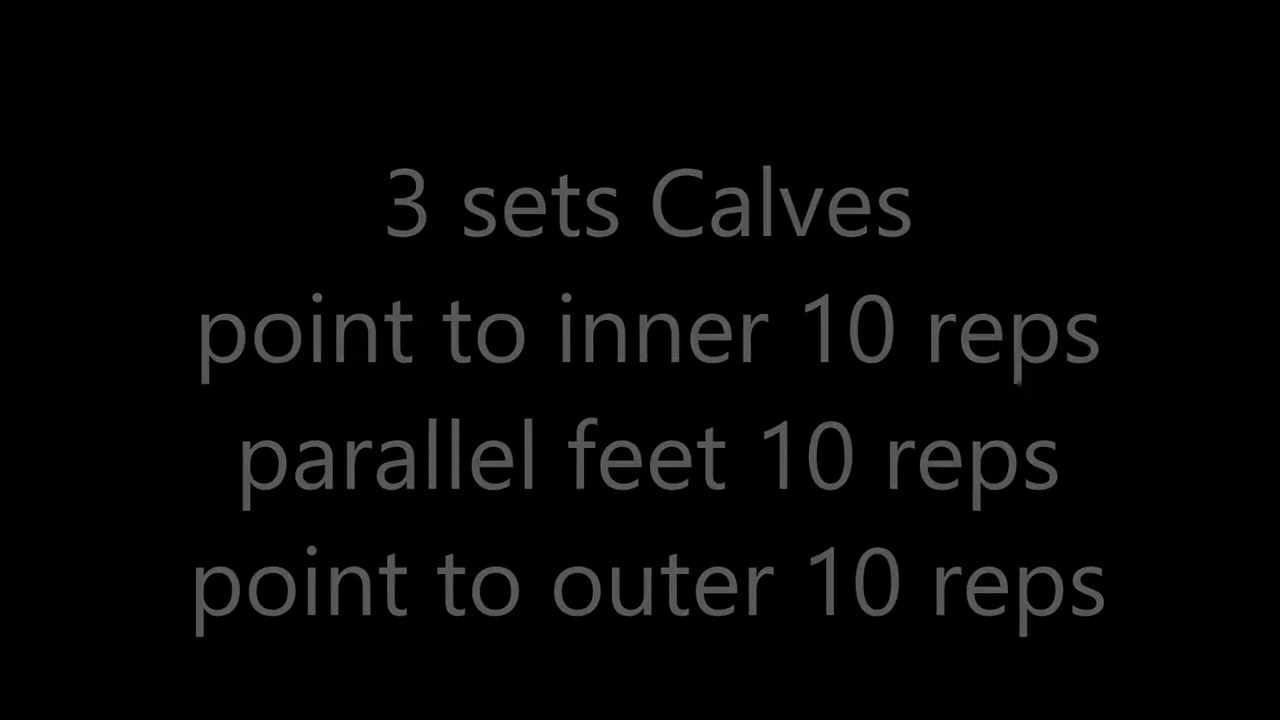 3 sets Calves
point to inner 10 reps
parallel feet 10 reps
point to outer 10 reps